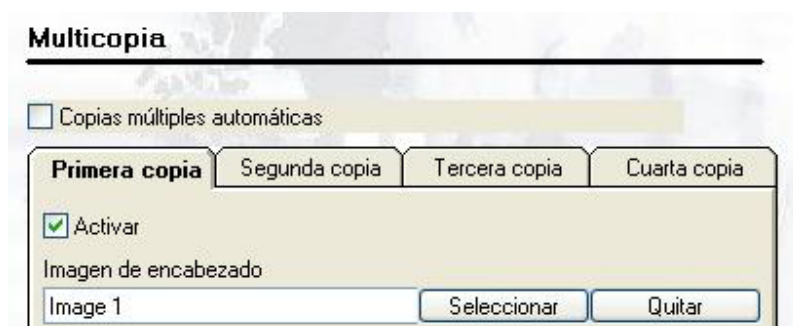 Multicopia
Copias múltiples automáticas
Primera copia Segunda copia Tercera copia Cuarta copia
Activar
Imagen de encabezado
Image 1 Seleccionar Quitar